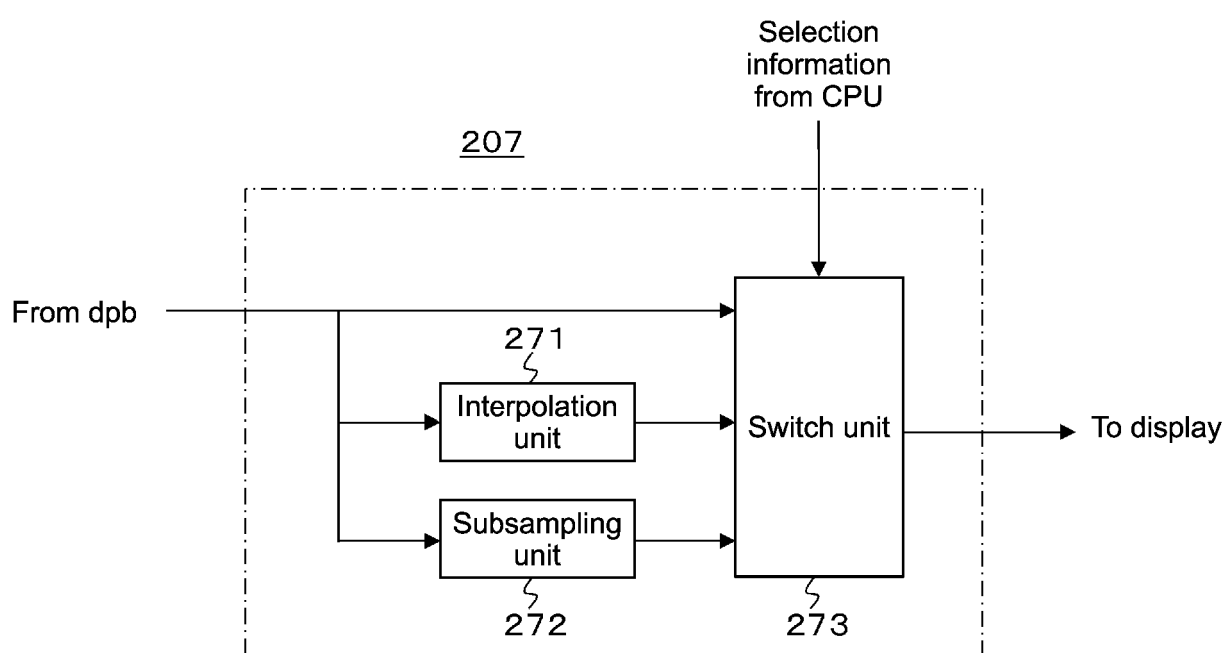 Selection
information
from CPU
207
From dpb
271
Interpolation
unit
Switch unit
To display
Subsampling
unit
272
273